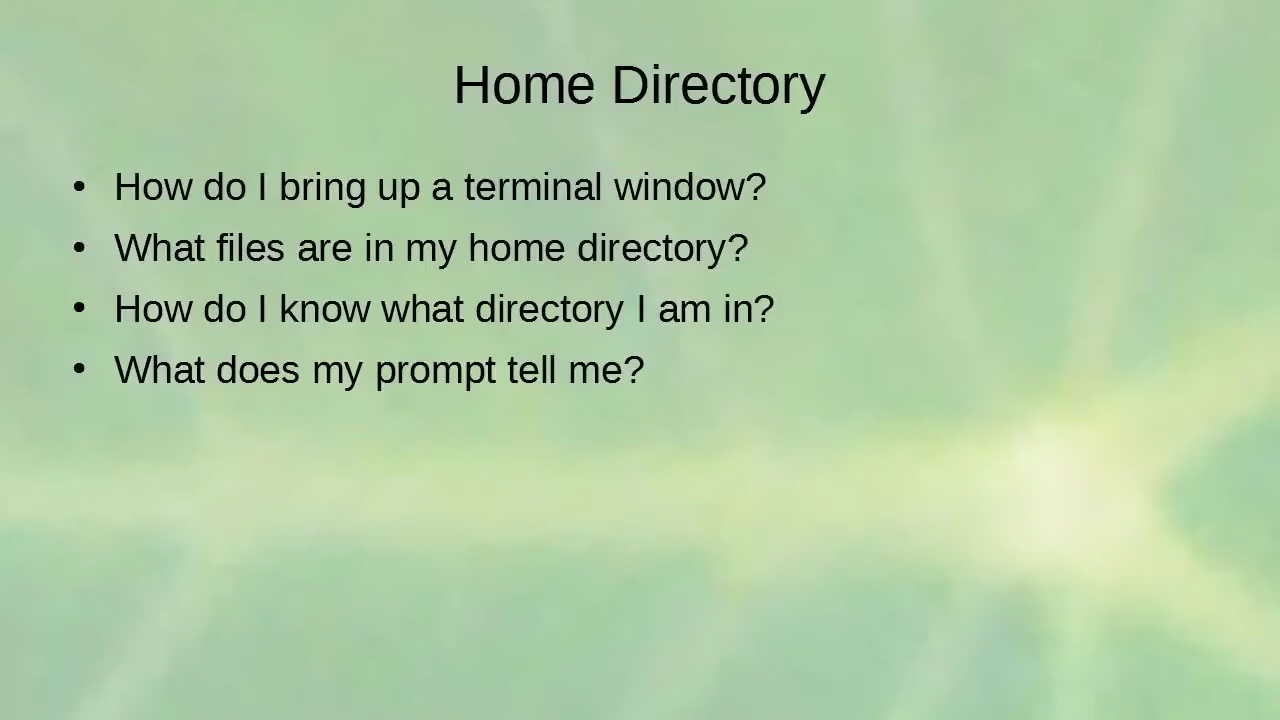 Home Directory
• How do I bring up a terminal window?
• What files are in my home directory?
• How do I know what directory I am in?
• What does my prompt tell me?